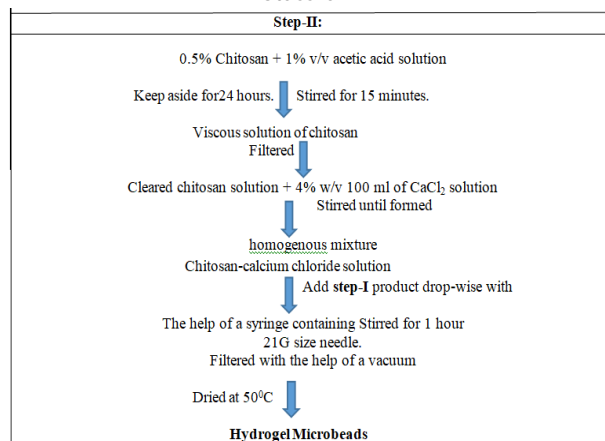 Step-II:
0.5% Chitosan + 1% v/v acetic acid solution
Keep aside for24 hours. Stirred for 15 minutes.
Viscous solution of chitosan
Filtered
Cleared chitosan solution + 4% w/v 100 ml of CaCl₂ solution
Stirred until formed
homogenous mixture
Chitosan-calcium chloride solution
Add step-I product drop-wise with
The help of a syringe containing Stirred for 1 hour
21G size needle.
Filtered with the help of a vacuum
Dried at 50⁰C
Hydrogel Microbeads